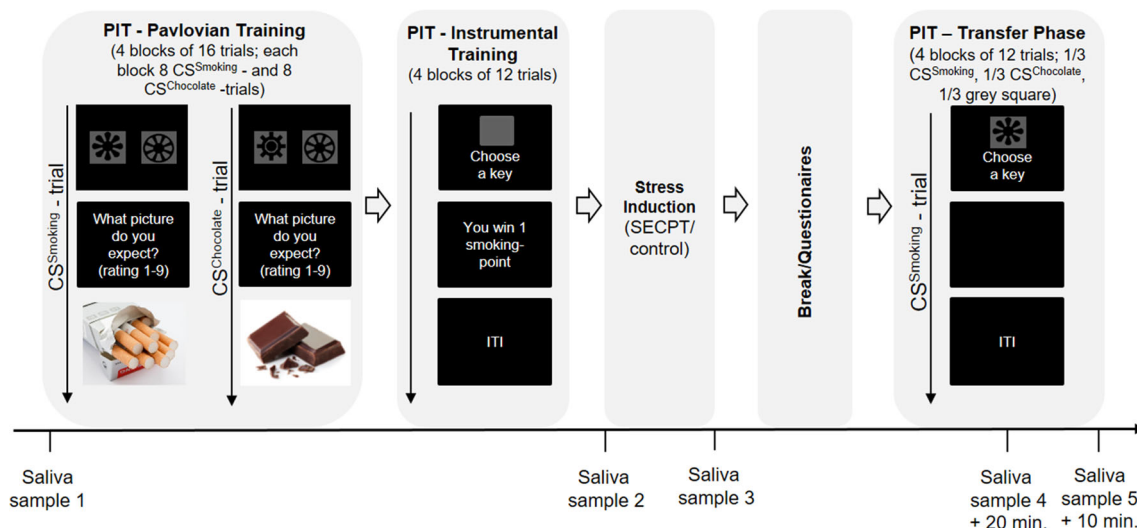 PIT - Pavlovian Training
(4 blocks of 16 trials; each
block 8 CSSmoking - and 8
CSChocolate -trials)
CSSmoking - trial
What picture
do you
expect?
(rating 1-9)
CSChocolate - trial
What picture
do you
expect?
(rating 1-9)
PIT - Instrumental
Training
(4 blocks of 12 trials)
Choose
a key
You win 1
smoking-
point
ITI
Stress
Induction
(SECPT/
control)
Break/Questionaires
PIT – Transfer Phase
(4 blocks of 12 trials; 1/3
CSSmoking, 1/3 CSChocolate,
1/3 grey square)
CSSmoking - trial
Choose
a key
ITI
Saliva
sample 1
Saliva
sample 2
Saliva
sample 3
Saliva
sample 4
+ 20 min.
Saliva
sample 5
+ 10 min.